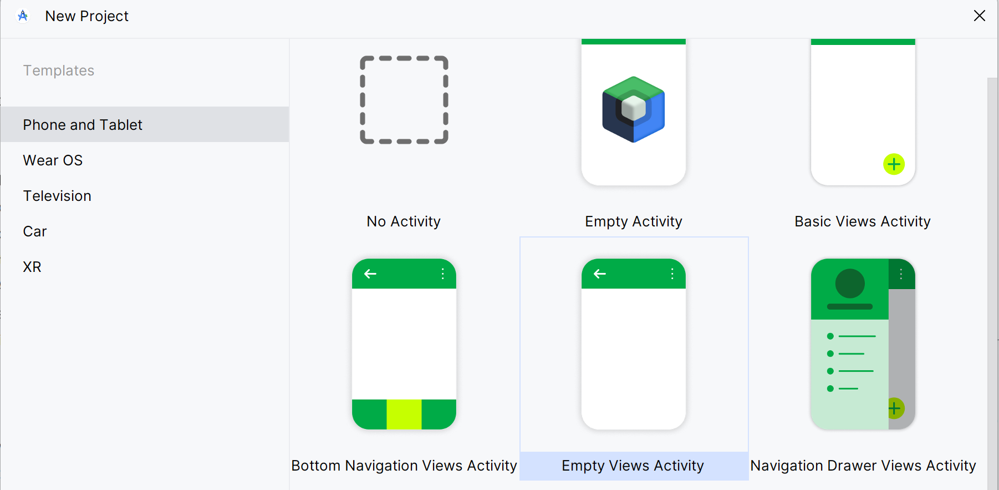 New Project
Templates
Phone and Tablet
Wear OS
Television
Car
XR
No Activity
Empty Activity
Basic Views Activity
Bottom Navigation Views Activity
Empty Views Activity
Navigation Drawer Views Activity